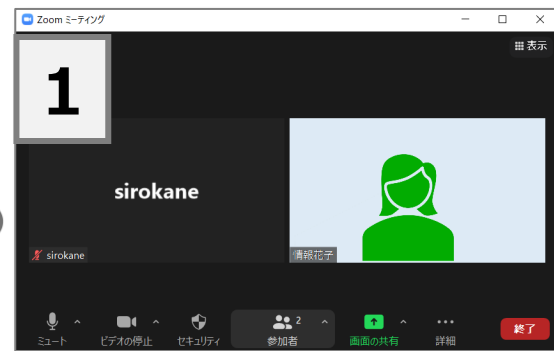 Zoom ミーティング
表示
1
sirokane
sirokane
情報花子
2
ミュート
ビデオの停止
セキュリティ
参加者
画面の共有
詳細
終了